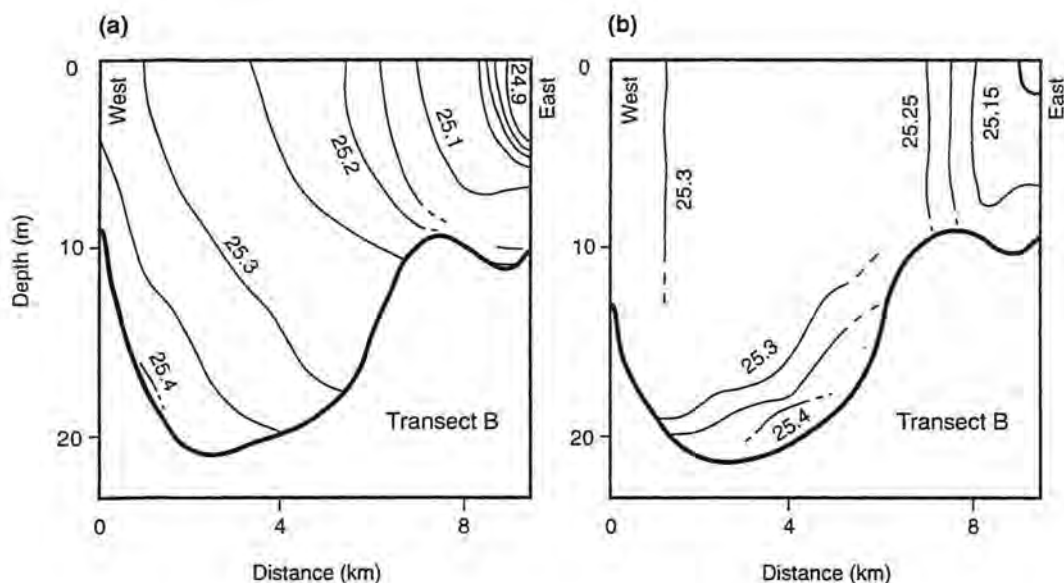 (a)
0
10
20
Depth (m)
West
East
25.4
25.3
25.2
25.1
24.9
Transect B
0
4
8
Distance (km)
(b)
0
10
20
West
East
25.3
25.25
25.15
25.3
25.4
Transect B
0
4
8
Distance (km)